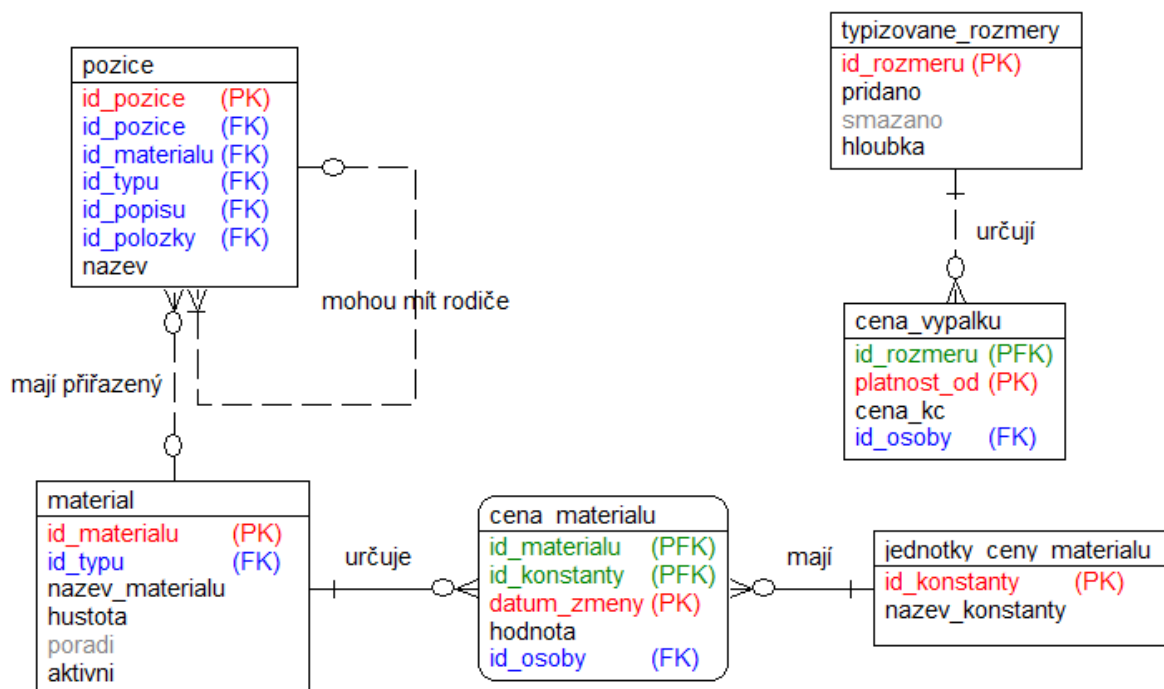 pozice
id_pozice (PK)
id_pozice (FK)
id_materialu (FK)
id_typu (FK)
id_popisu (FK)
id_polozky (FK)
nazev
mohou mít rodiče
mají přiřazený
typizovane_rozmery
id_rozmeru (PK)
pridano
smazano
hloubka
určují
cena_vypalku
id_rozmeru (PFK)
platnost_od (PK)
cena_kc
id_osoby (FK)
material
id_materialu (PK)
id_typu (FK)
nazev_materialu
hustota
poradi
aktivni
určuje
cena_materialu
id_materialu (PFK)
id_konstanty (PFK)
datum_zmeny (PK)
hodnota
id_osoby (FK)
mají
jednotky_ceny_materialu
id_konstanty (PK)
nazev_konstanty